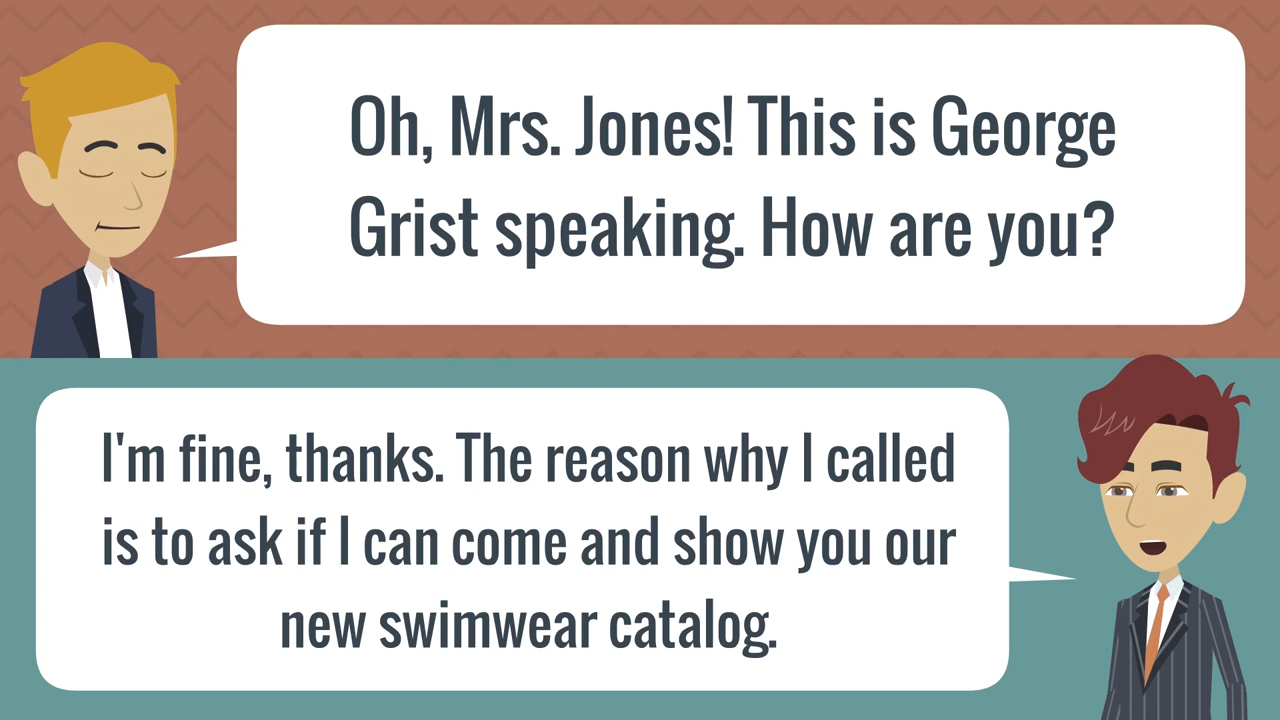 Oh, Mrs. Jones! This is George
Grist speaking. How are you?
I'm fine, thanks. The reason why I called
is to ask if I can come and show you our
new swimwear catalog.